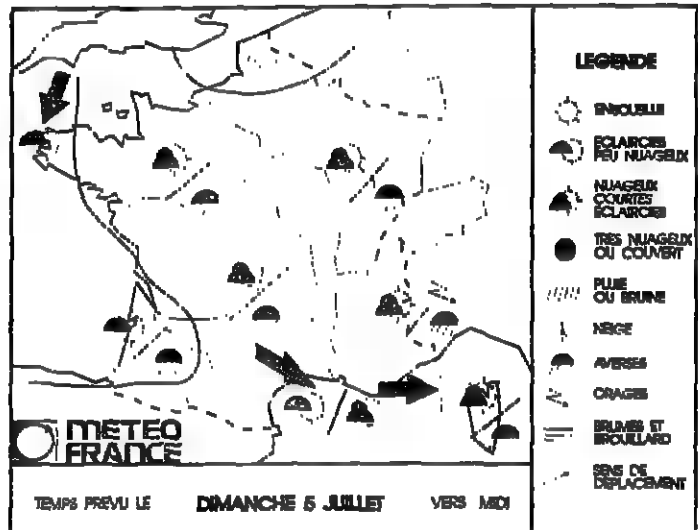 LEGENDE
ENSOLEILLE
ECLAIRCIES
PEU NUAGEUX
NUAGEUX
COURTES
ECLAIRCIES
TRES NUAGEUX
OU COUVERT
PLUIE
OU BRUINE
NEIGE
AVERSES
ORAGES
BRUMES ET
BROUILLARD
SENS DE
DEPLACEMENT
METEO
FRANCE
TEMPS PREVU LE DIMANCHE 5 JUILLET VERS MIDI